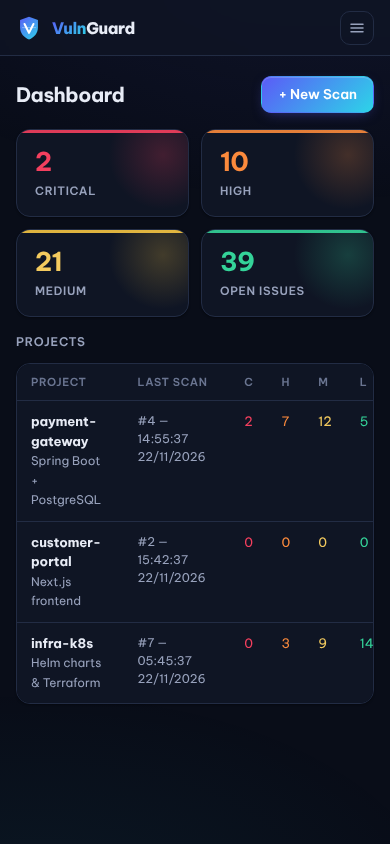 VulnGuard
Dashboard
+ New Scan
2
CRITICAL
10
HIGH
21
MEDIUM
39
OPEN ISSUES
PROJECTS
PROJECT LAST SCAN C H M L
payment-
gateway
Spring Boot
+
PostgreSQL
#4 —
14:55:37
22/11/2026
2 7 12 5
customer-
portal
Next.js
frontend
#2 —
15:42:37
22/11/2026
0 0 0 0
infra-k8s
Helm charts
& Terraform
#7 —
05:45:37
22/11/2026
0 3 9 14